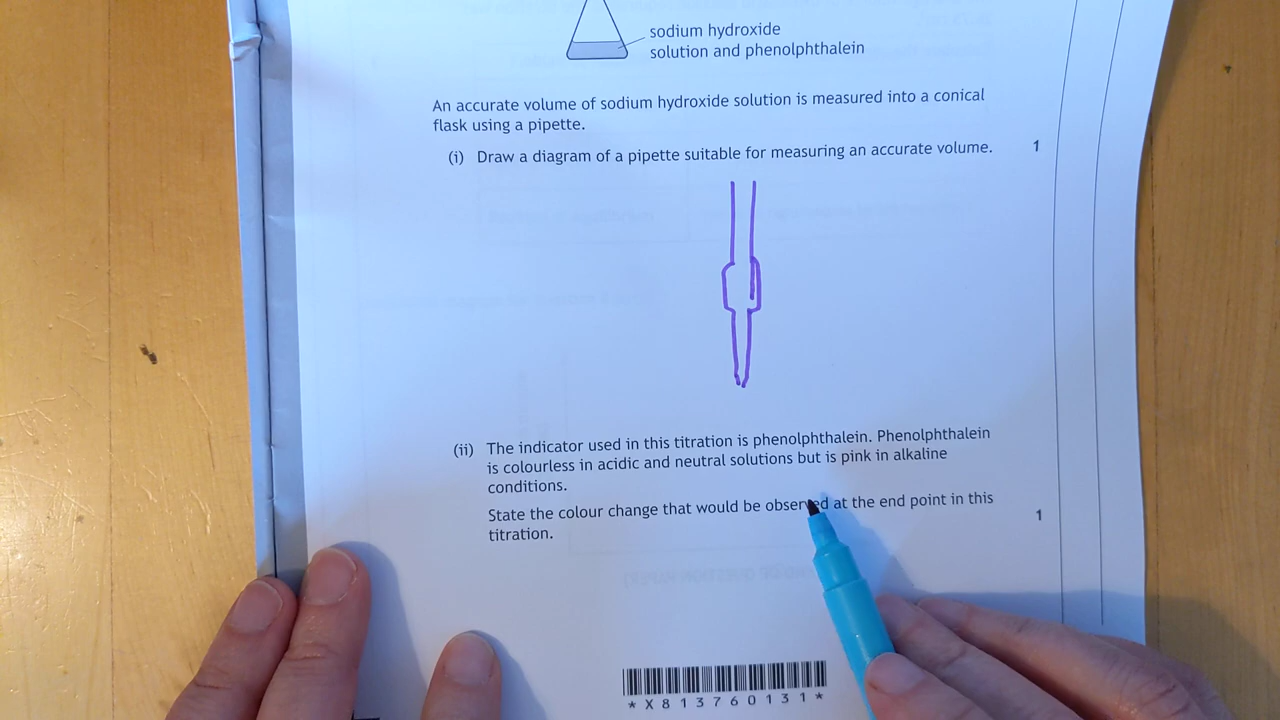 sodium hydroxide
solution and phenolphthalein
An accurate volume of sodium hydroxide solution is measured into a conical
flask using a pipette.
(i) Draw a diagram of a pipette suitable for measuring an accurate volume. 1
(ii) The indicator used in this titration is phenolphthalein. Phenolphthalein
is colourless in acidic and neutral solutions but is pink in alkaline
conditions.
State the colour change that would be observed at the end point in this
titration. 1
* X 8 1 3 7 6 0 1 3 1 *